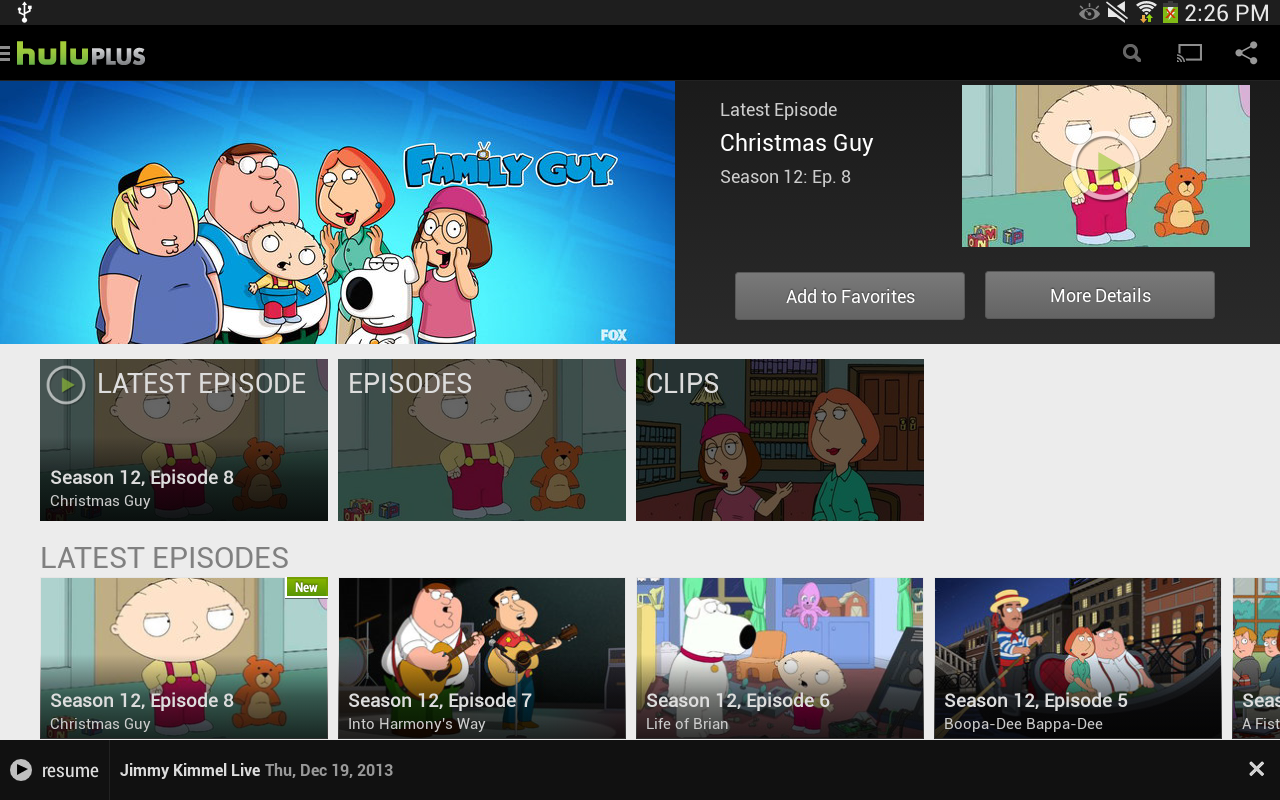 2:26 PM
huluPLUS
FAMILY GUY
FOX
Latest Episode
Christmas Guy
Season 12: Ep. 8
Add to Favorites
More Details
LATEST EPISODE
Season 12, Episode 8
Christmas Guy
EPISODES
CLIPS
LATEST EPISODES
New
Season 12, Episode 8
Christmas Guy
Season 12, Episode 7
Into Harmony's Way
Season 12, Episode 6
Life of Brian
Season 12, Episode 5
Boopa-Dee Bappa-Dee
Seas
A Fist
resume
Jimmy Kimmel Live Thu, Dec 19, 2013